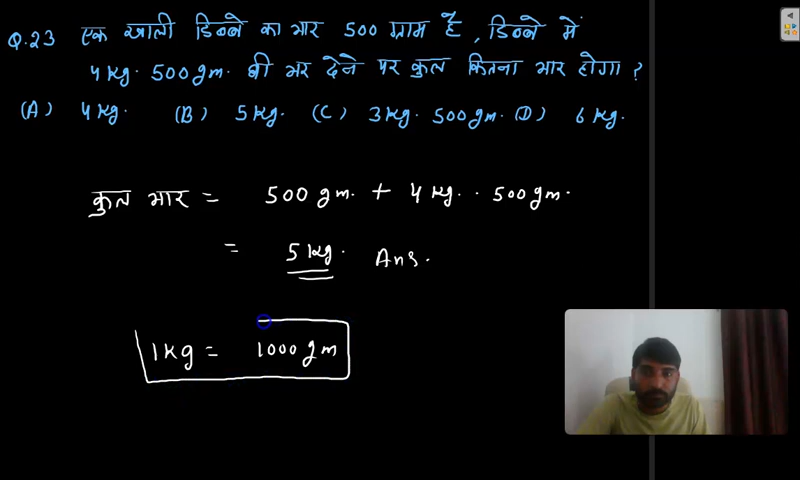 Q.23 एक खाली डिब्बे का भार 500 ग्राम है, डिब्बे में
4 kg. 500 gm. घी भर देने पर कुल कितना भार होगा ?
(A) 4 kg. (B) 5 kg. (C) 3 kg. 500 gm. (D) 6 kg.
कुल भार = 500 gm. + 4 kg. . 500 gm.
= 5 kg. Ans.
1 kg = 1000 gm